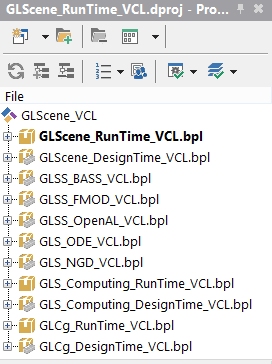 GLScene_RunTime_VCL.dproj - Pro...
File
GLScene_VCL
GLScene_RunTime_VCL.bpl
GLScene_DesignTime_VCL.bpl
GLSS_BASS_VCL.bpl
GLSS_FMOD_VCL.bpl
GLSS_OpenAL_VCL.bpl
GLS_ODE_VCL.bpl
GLS_NGD_VCL.bpl
GLS_Computing_RunTime_VCL.bpl
GLS_Computing_DesignTime_VCL.bpl
GLCg_RunTime_VCL.bpl
GLCg_DesignTime_VCL.bpl